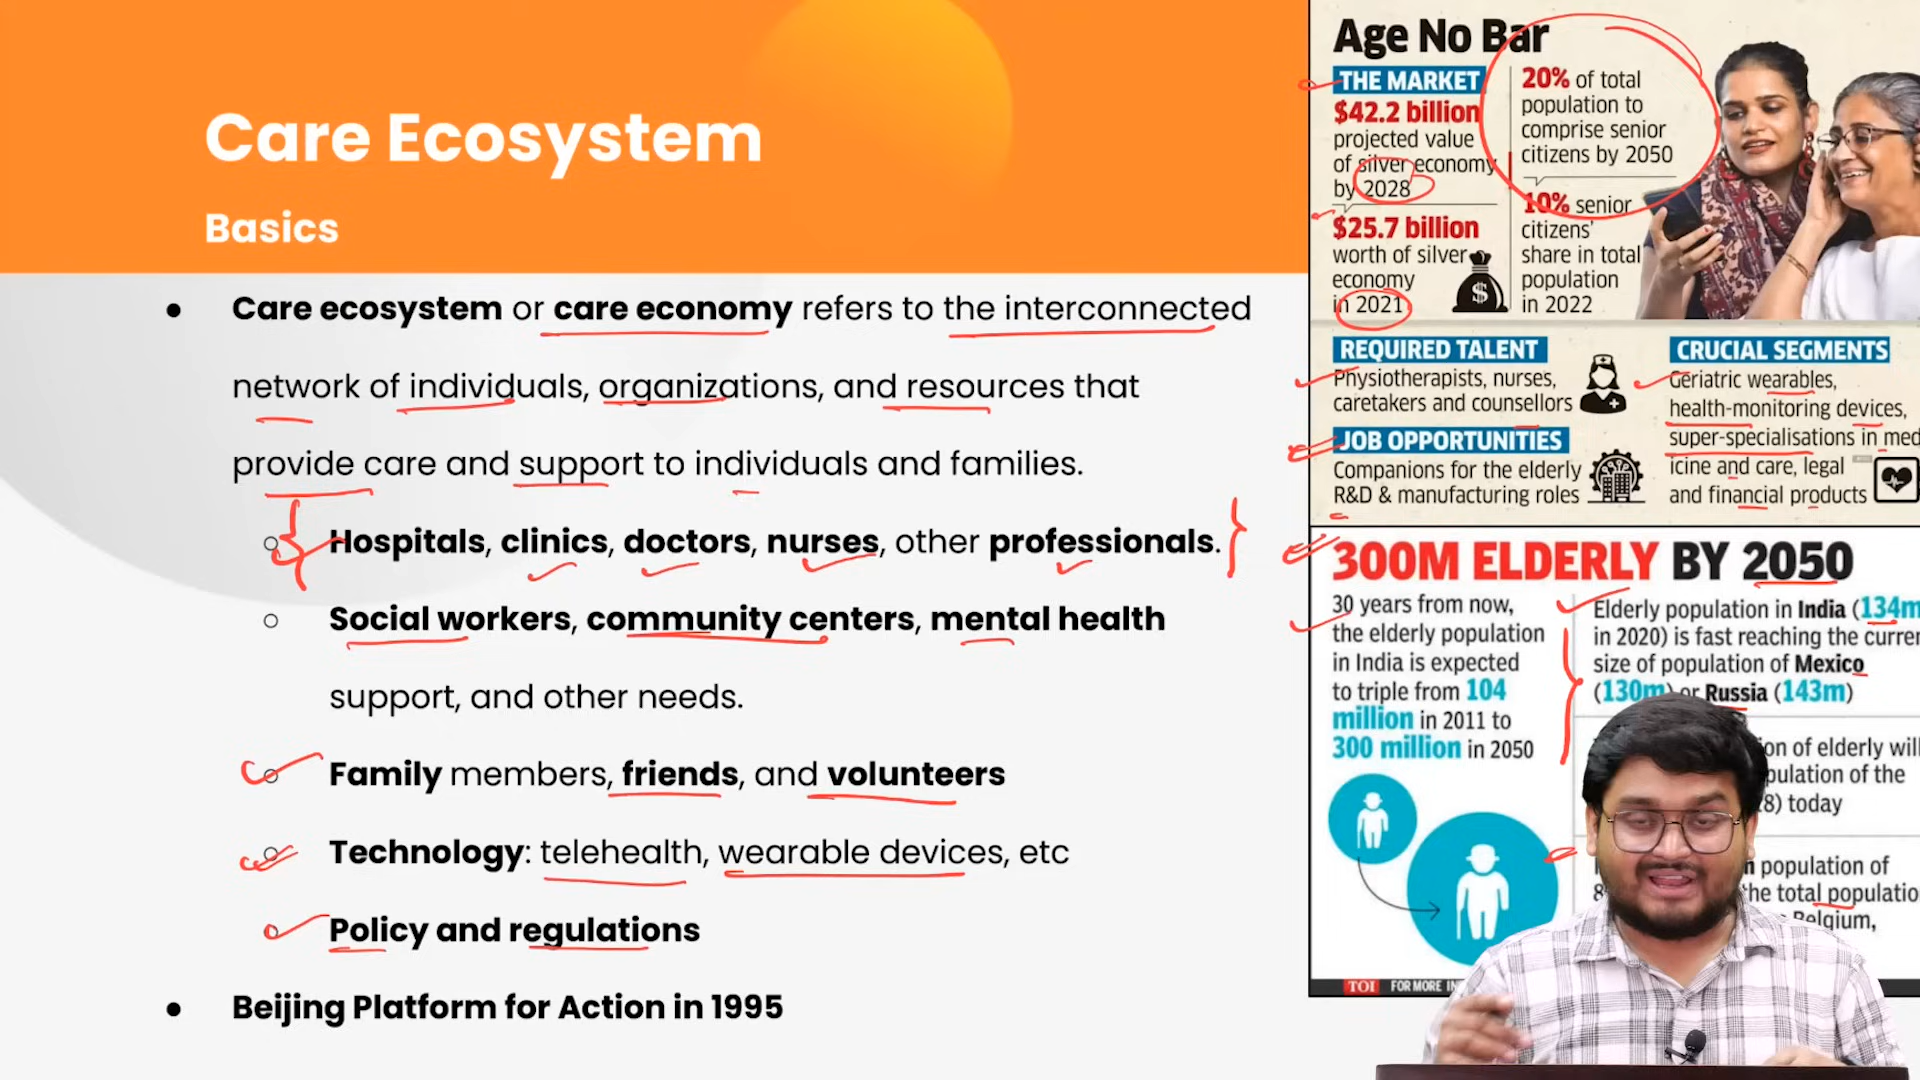 Care Ecosystem
Basics
● Care ecosystem or care economy refers to the interconnected
network of individuals, organizations, and resources that
provide care and support to individuals and families.
○ Hospitals, clinics, doctors, nurses, other professionals.
○ Social workers, community centers, mental health
support, and other needs.
○ Family members, friends, and volunteers
○ Technology: telehealth, wearable devices, etc
○ Policy and regulations
● Beijing Platform for Action in 1995
Age No Bar
THE MARKET
$42.2 billion
projected value
of silver economy
by 2028
$25.7 billion
worth of silver
economy
in 2021
20% of total
population to
comprise senior
citizens by 2050
10% senior
citizens'
share in total
population
in 2022
REQUIRED TALENT
Physiotherapists, nurses,
caretakers and counsellors
JOB OPPORTUNITIES
Companions for the elderly
R&D & manufacturing roles
CRUCIAL SEGMENTS
Geriatric wearables,
health-monitoring devices,
super-specialisations in med
icine and care, legal
and financial products
300M ELDERLY BY 2050
30 years from now,
the elderly population
in India is expected
to triple from 104
million in 2011 to
300 million in 2050
Elderly population in India (134m
in 2020) is fast reaching the
size of population of Mexico
(130m) or Russia (143m)
of elderly will
of the
today
population of
the total
Belgium,
TOI FOR MORE